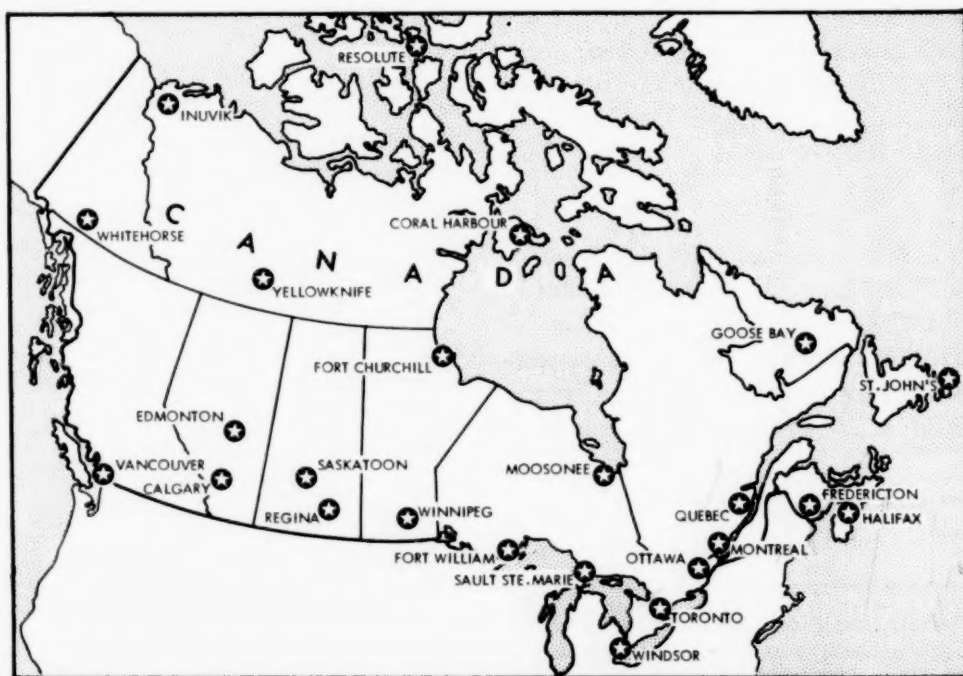 RESOLUTE
INUVIK
WHITEHORSE
C A N A D A
CORAL HARBOUR
YELLOWKNIFE
GOOSE BAY
FORT CHURCHILL
ST. JOHN'S
EDMONTON
VANCOUVER
SASKATOON
MOOSONEE
CALGARY
FREDERICTON
REGINA
WINNIPEG
QUEBEC
HALIFAX
FORT WILLIAM
OTTAWA
MONTREAL
SAULT STE. MARIE
TORONTO
WINDSOR